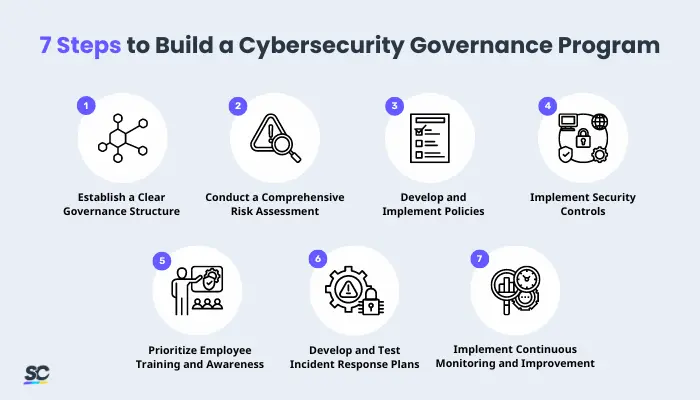 7 Steps to Build a Cybersecurity Governance Program
1
Establish a Clear
Governance Structure
2
Conduct a Comprehensive
Risk Assessment
3
Develop and
Implement Policies
4
Implement Security
Controls
5
Prioritize Employee
Training and Awareness
6
Develop and Test
Incident Response Plans
7
Implement Continuous
Monitoring and Improvement
SC